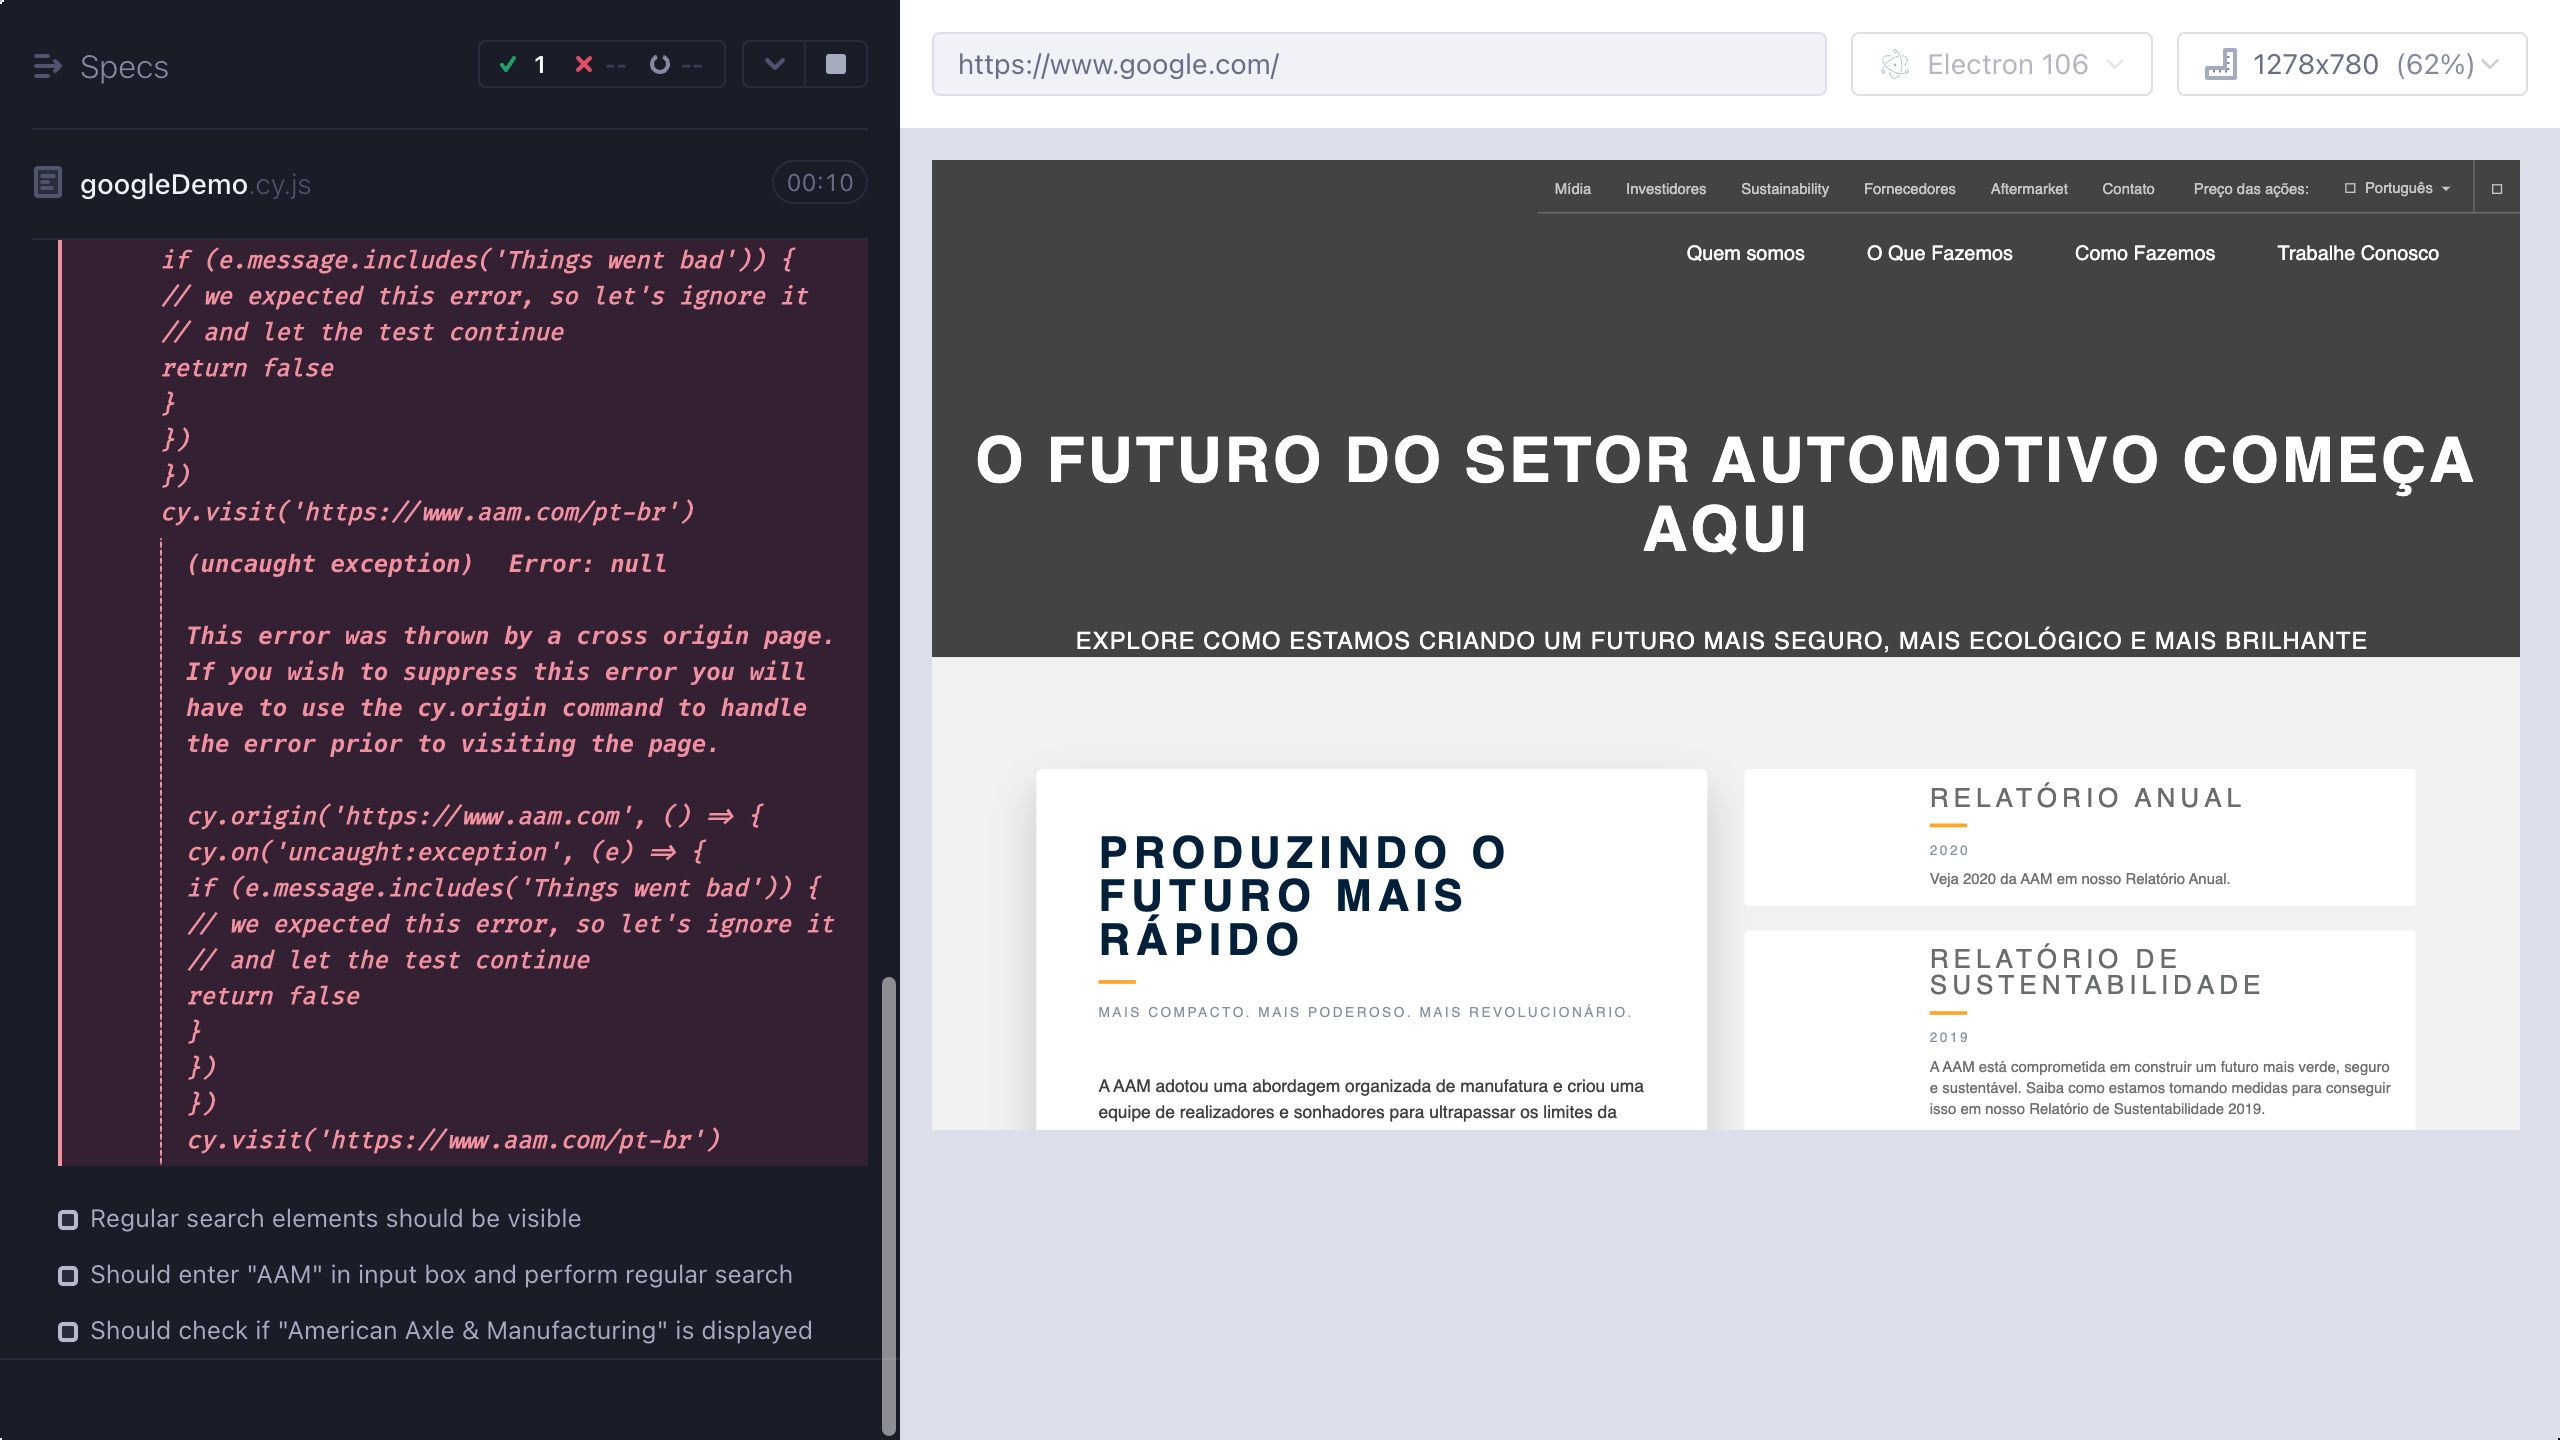 Specs
1
--
--
googleDemo.cy.js
00:10
if (e.message.includes('Things went bad')) {
// we expected this error, so let's ignore it
// and let the test continue
return false
}
})
})
cy.visit('https://www.aam.com/pt-br')
(uncaught exception) Error: null
This error was thrown by a cross origin page.
If you wish to suppress this error you will
have to use the cy.origin command to handle
the error prior to visiting the page.
cy.origin('https://www.aam.com', () => {
cy.on('uncaught:exception', (e) => {
if (e.message.includes('Things went bad')) {
// we expected this error, so let's ignore it
// and let the test continue
return false
}
})
})
cy.visit('https://www.aam.com/pt-br')
Regular search elements should be visible
Should enter "AAM" in input box and perform regular search
Should check if "American Axle & Manufacturing" is displayed
https://www.google.com/
Electron 106
1278x780 (62%)
Mídia Investidores Sustainability Fornecedores Aftermarket Contato Preço das ações: Português
Quem somos O Que Fazemos Como Fazemos Trabalhe Conosco
O FUTURO DO SETOR AUTOMOTIVO COMEÇA
AQUI
EXPLORE COMO ESTAMOS CRIANDO UM FUTURO MAIS SEGURO, MAIS ECOLÓGICO E MAIS BRILHANTE
PRODUZINDO O
FUTURO MAIS
RÁPIDO
MAIS COMPACTO. MAIS PODEROSO. MAIS REVOLUCIONÁRIO.
A AAM adotou uma abordagem organizada de manufatura e criou uma
equipe de realizadores e sonhadores para ultrapassar os limites da
RELATÓRIO ANUAL
2020
Veja 2020 da AAM em nosso Relatório Anual.
RELATÓRIO DE
SUSTENTABILIDADE
2019
A AAM está comprometida em construir um futuro mais verde, seguro
e sustentável. Saiba como estamos tomando medidas para conseguir
isso em nosso Relatório de Sustentabilidade 2019.